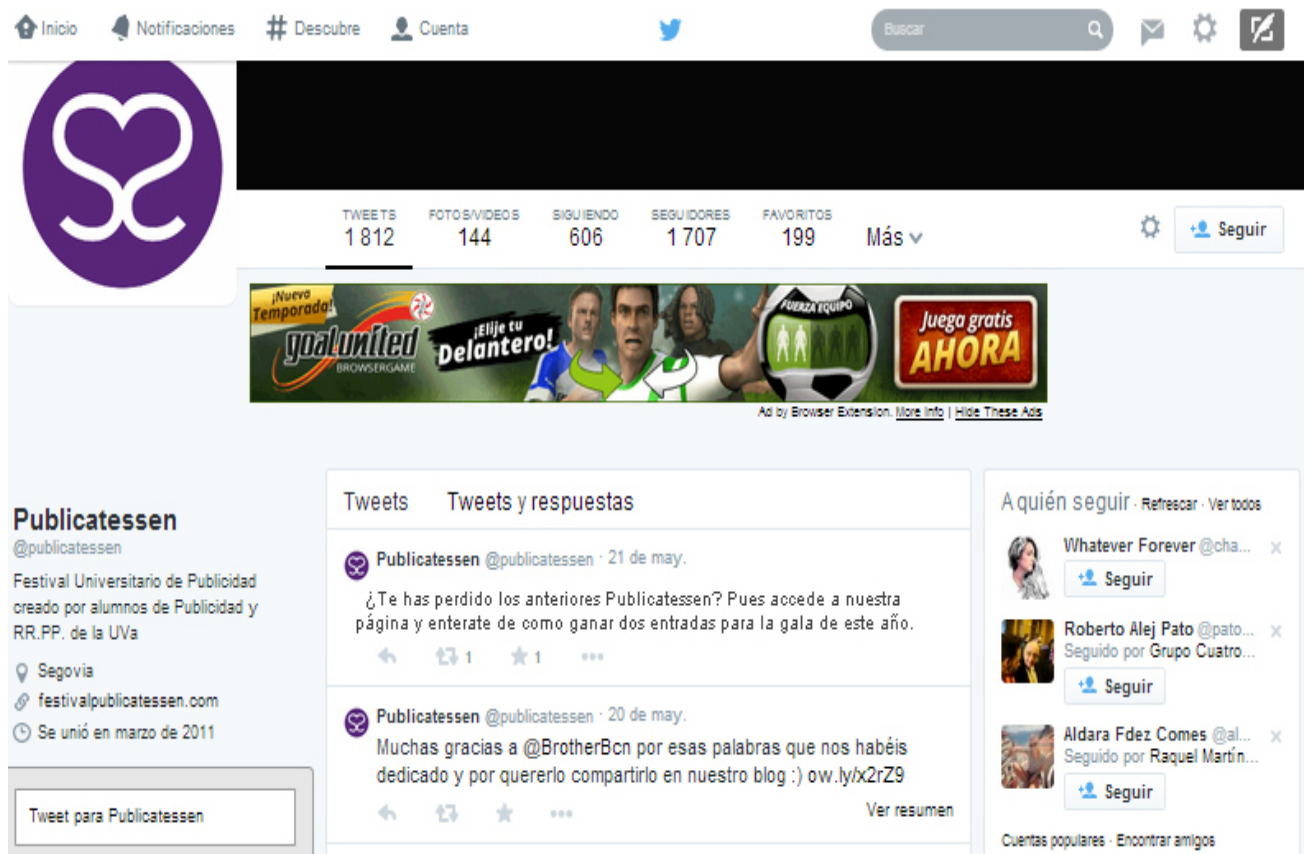 Inicio Notificaciones # Descubre Cuenta Buscar
TWEETS FOTOS/VIDEOS SIGUIENDO SEGUIDORES FAVORITOS
1 812 144 606 1 707 199 Más
Seguir
¡Nueva
Temporada!
goalunited
BROWSERGAME
¡Elije tu
Delantero!
FUERZA EQUIPO
Juega gratis
AHORA
Ad by Browser Extension. More Info | Hide These Ads
Publicatessen
@publicatessen
Festival Universitario de Publicidad
creado por alumnos de Publicidad y
RR.PP. de la UVa
Segovia
festivalpublicatessen.com
Se unió en marzo de 2011
Tweet para Publicatessen
Tweets Tweets y respuestas
Publicatessen @publicatessen · 21 de may.
¿Te has perdido los anteriores Publicatessen? Pues accede a nuestra
página y enterate de como ganar dos entradas para la gala de este año.
1 1
Publicatessen @publicatessen · 20 de may.
Muchas gracias a @BrotherBcn por esas palabras que nos habéis
dedicado y por quererlo compartirlo en nuestro blog :) ow.ly/x2rZ9
Ver resumen
A quién seguir · Refrescar · Ver todos
Whatever Forever @cha... ×
Seguir
Roberto Alej Pato @pato... ×
Seguido por Grupo Cuatro...
Seguir
Aldara Fdez Comes @al... ×
Seguido por Raquel Martín...
Seguir
Cuentas populares · Encontrar amigos